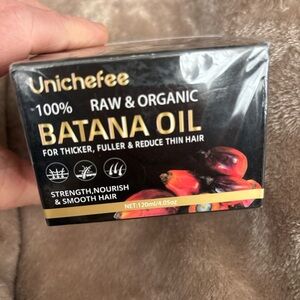 Unichefee
100% RAW & ORGANIC
BATANA OIL
FOR THICKER, FULLER & REDUCE THIN HAIR
STRENGTH,NOURISH
& SMOOTH HAIR
NET:120ml/4.05oz